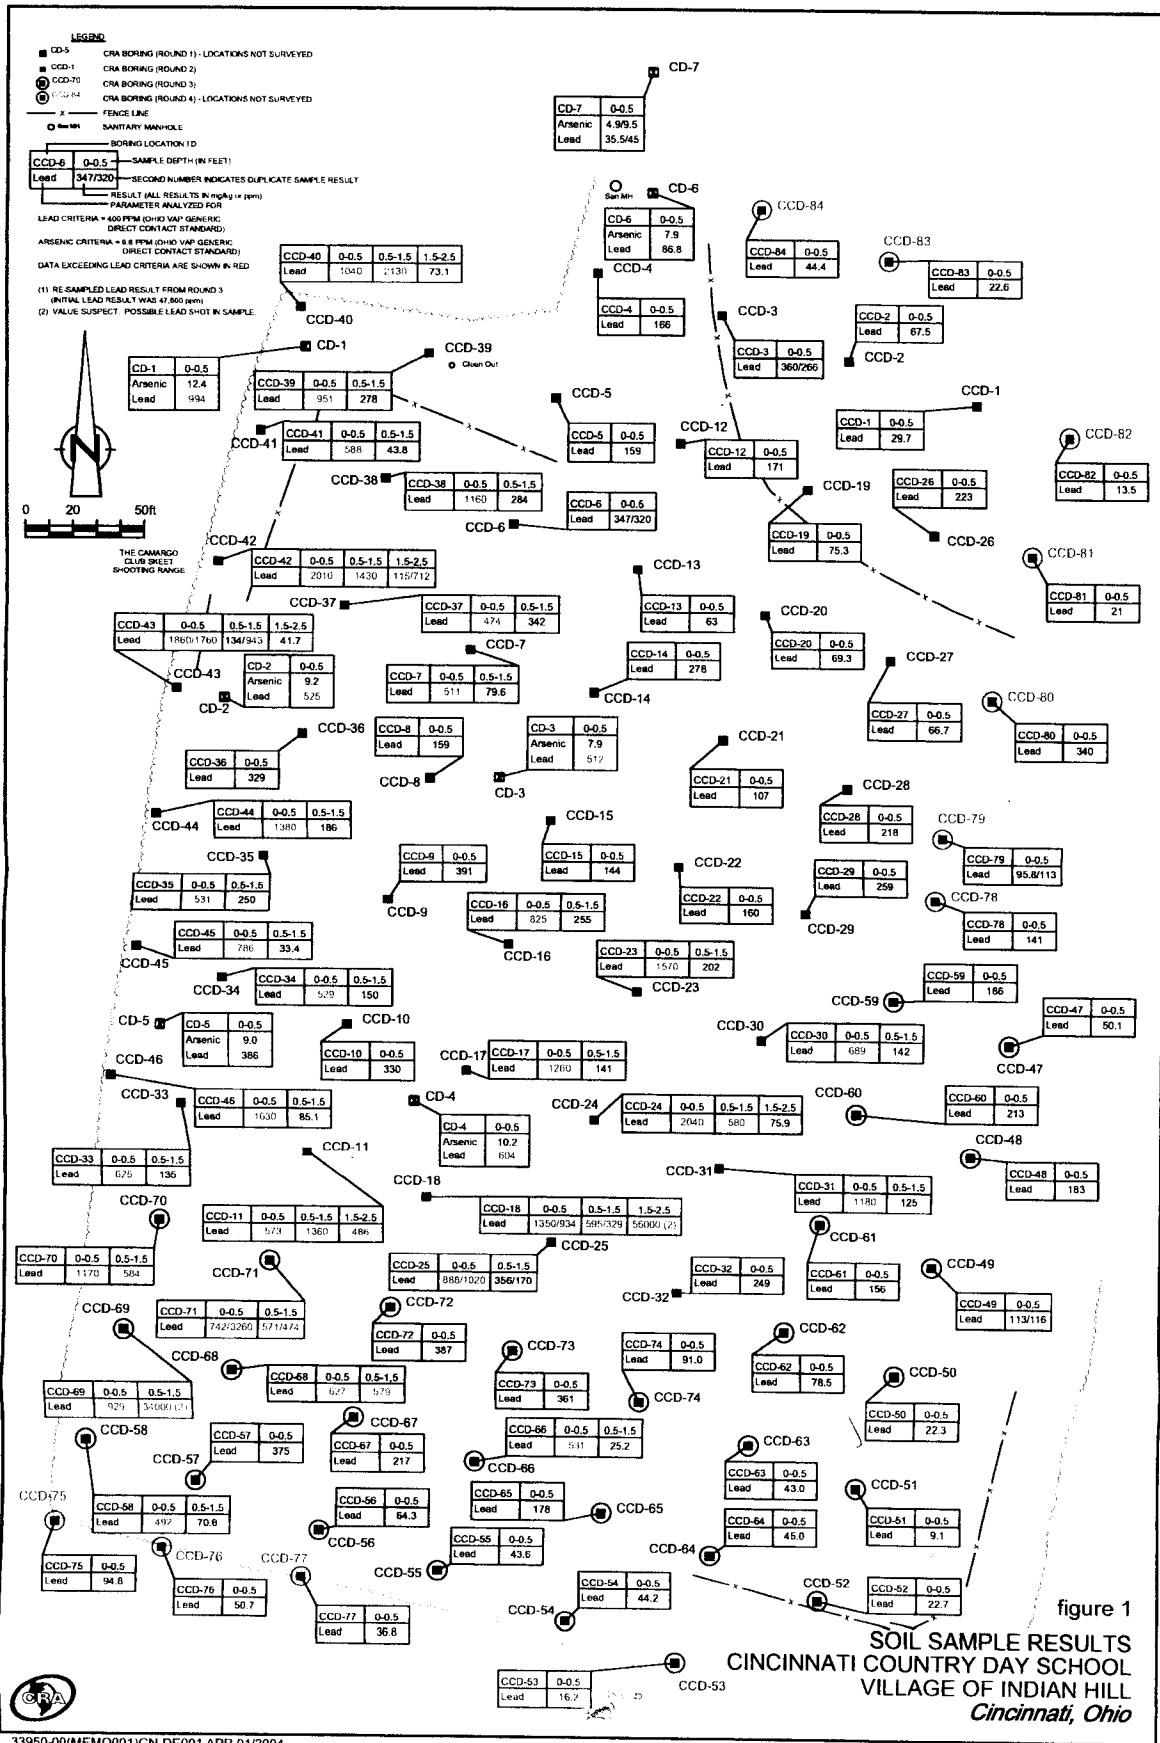 LEGEND
CD-5 CRA BORING (ROUND 1) - LOCATIONS NOT SURVEYED
CCD-1 CRA BORING (ROUND 2)
CCD-70 CRA BORING (ROUND 3)
CCD-84 CRA BORING (ROUND 4) - LOCATIONS NOT SURVEYED
x FENCE LINE
San MH SANITARY MANHOLE
BORING LOCATION I D
CCD-6 0-0.5 SAMPLE DEPTH (IN FEET)
Lead 347/320 SECOND NUMBER INDICATES DUPLICATE SAMPLE RESULT
RESULT (ALL RESULTS IN mg/kg or ppm)
PARAMETER ANALYZED FOR
LEAD CRITERIA = 400 PPM (OHIO VAP GENERIC
DIRECT CONTACT STANDARD)
ARSENIC CRITERIA = 6.8 PPM (OHIO VAP GENERIC
DIRECT CONTACT STANDARD)
DATA EXCEEDING LEAD CRITERIA ARE SHOWN IN RED
(1) RE-SAMPLED LEAD RESULT FROM ROUND 3
(INITIAL LEAD RESULT WAS 47,600 ppm)
(2) VALUE SUSPECT. POSSIBLE LEAD SHOT IN SAMPLE.
CD-7
CD-7 0-0.5
Arsenic 4.9/9.5
Lead 35.5/45
San MH
CD-6
CD-6 0-0.5
Arsenic 7.9
Lead 86.8
CCD-84
CCD-84 0-0.5
Lead 44.4
CCD-83
CCD-83 0-0.5
Lead 22.6
CCD-40 0-0.5 0.5-1.5 1.5-2.5
Lead 1040 2130 73.1
CCD-40
CCD-4
CCD-4 0-0.5
Lead 166
CCD-3
CCD-3 0-0.5
Lead 360/266
CCD-2 0-0.5
Lead 67.5
CCD-2
CD-1
CD-1 0-0.5
Arsenic 12.4
Lead 994
CCD-39
Clean Out
CCD-39 0-0.5 0.5-1.5
Lead 951 278
CCD-5
CCD-5 0-0.5
Lead 159
CCD-1
CCD-1 0-0.5
Lead 29.7
CCD-41
CCD-41 0-0.5 0.5-1.5
Lead 588 43.8
CCD-12
CCD-12 0-0.5
Lead 171
CCD-82
CCD-82 0-0.5
Lead 13.5
N
CCD-38
CCD-38 0-0.5 0.5-1.5
Lead 1160 284
CCD-19
CCD-19 0-0.5
Lead 75.3
CCD-26 0-0.5
Lead 223
CCD-26
0 20 50ft
CCD-6
CCD-6 0-0.5
Lead 347/320
THE CAMARGO
CLUB SKEET
SHOOTING RANGE
CCD-42
CCD-42 0-0.5 0.5-1.5 1.5-2.5
Lead 2010 1430 115/712
CCD-81
CCD-81 0-0.5
Lead 21
CCD-13
CCD-13 0-0.5
Lead 63
CCD-37
CCD-37 0-0.5 0.5-1.5
Lead 474 342
CCD-20
CCD-20 0-0.5
Lead 69.3
CCD-43 0-0.5 0.5-1.5 1.5-2.5
Lead 1860/1760 134/943 41.7
CCD-43
CD-2 0-0.5
Arsenic 9.2
Lead 525
CD-2
CCD-7
CCD-7 0-0.5 0.5-1.5
Lead 511 79.6
CCD-14 0-0.5
Lead 278
CCD-14
CCD-27
CCD-27 0-0.5
Lead 66.7
CCD-80
CCD-80 0-0.5
Lead 340
CCD-36
CCD-36 0-0.5
Lead 329
CCD-8 0-0.5
Lead 159
CCD-8
CD-3 0-0.5
Arsenic 7.9
Lead 512
CD-3
CCD-21
CCD-21 0-0.5
Lead 107
CCD-28
CCD-28 0-0.5
Lead 218
CCD-44
CCD-44 0-0.5 0.5-1.5
Lead 1380 186
CCD-15
CCD-15 0-0.5
Lead 144
CCD-79
CCD-79 0-0.5
Lead 95.8/113
CCD-35
CCD-35 0-0.5 0.5-1.5
Lead 531 250
CCD-9 0-0.5
Lead 391
CCD-9
CCD-22
CCD-22 0-0.5
Lead 160
CCD-29 0-0.5
Lead 259
CCD-29
CCD-78
CCD-78 0-0.5
Lead 141
CCD-16 0-0.5 0.5-1.5
Lead 825 255
CCD-16
CCD-45 0-0.5 0.5-1.5
Lead 786 33.4
CCD-45
CCD-23 0-0.5 0.5-1.5
Lead 1570 202
CCD-23
CCD-34
CCD-34 0-0.5 0.5-1.5
Lead 529 150
CCD-59 0-0.5
Lead 186
CCD-59
CCD-47 0-0.5
Lead 50.1
CCD-47
CD-5
CD-5 0-0.5
Arsenic 9.0
Lead 386
CCD-10
CCD-10 0-0.5
Lead 330
CCD-30
CCD-30 0-0.5 0.5-1.5
Lead 689 142
CCD-17
CCD-17 0-0.5 0.5-1.5
Lead 1260 141
CCD-46
CCD-46 0-0.5 0.5-1.5
Lead 1630 85.1
CCD-33
CCD-33 0-0.5 0.5-1.5
Lead 625 135
CD-4
CD-4 0-0.5
Arsenic 10.2
Lead 604
CCD-24
CCD-24 0-0.5 0.5-1.5 1.5-2.5
Lead 2040 580 75.9
CCD-60
CCD-60 0-0.5
Lead 213
CCD-48
CCD-48 0-0.5
Lead 183
CCD-11
CCD-11 0-0.5 0.5-1.5 1.5-2.5
Lead 573 1360 486
CCD-31
CCD-31 0-0.5 0.5-1.5
Lead 1180 125
CCD-18
CCD-18 0-0.5 0.5-1.5 1.5-2.5
Lead 1350/934 595/329 56000 (2)
CCD-70
CCD-70 0-0.5 0.5-1.5
Lead 1170 584
CCD-61
CCD-61 0-0.5
Lead 156
CCD-25
CCD-25 0-0.5 0.5-1.5
Lead 888/1020 356/170
CCD-71
CCD-71 0-0.5 0.5-1.5
Lead 742/3260 571/474
CCD-32 0-0.5
Lead 249
CCD-32
CCD-49
CCD-49 0-0.5
Lead 113/116
CCD-72
CCD-72 0-0.5
Lead 387
CCD-69
CCD-69 0-0.5 0.5-1.5
Lead 929 34000 (2)
CCD-62
CCD-62 0-0.5
Lead 78.5
CCD-73
CCD-73 0-0.5
Lead 361
CCD-74 0-0.5
Lead 91.0
CCD-74
CCD-68
CCD-68 0-0.5 0.5-1.5
Lead 627 579
CCD-50
CCD-50 0-0.5
Lead 22.3
CCD-58
CCD-58 0-0.5 0.5-1.5
Lead 492 70.8
CCD-57 0-0.5
Lead 375
CCD-57
CCD-67
CCD-67 0-0.5
Lead 217
CCD-66 0-0.5 0.5-1.5
Lead 531 25.2
CCD-66
CCD-63
CCD-63 0-0.5
Lead 43.0
CCD-51
CCD-51 0-0.5
Lead 9.1
CCD-75
CCD-75 0-0.5
Lead 94.8
CCD-56 0-0.5
Lead 64.3
CCD-56
CCD-65 0-0.5
Lead 178
CCD-65
CCD-64 0-0.5
Lead 45.0
CCD-64
CCD-76
CCD-76 0-0.5
Lead 50.7
CCD-77
CCD-77 0-0.5
Lead 36.8
CCD-55 0-0.5
Lead 43.6
CCD-55
CCD-54 0-0.5
Lead 44.2
CCD-54
CCD-52
CCD-52 0-0.5
Lead 22.7
CCD-53 0-0.5
Lead 16.2
CCD-53
figure 1
SOIL SAMPLE RESULTS
CINCINNATI COUNTRY DAY SCHOOL
VILLAGE OF INDIAN HILL
Cincinnati, Ohio
CRA